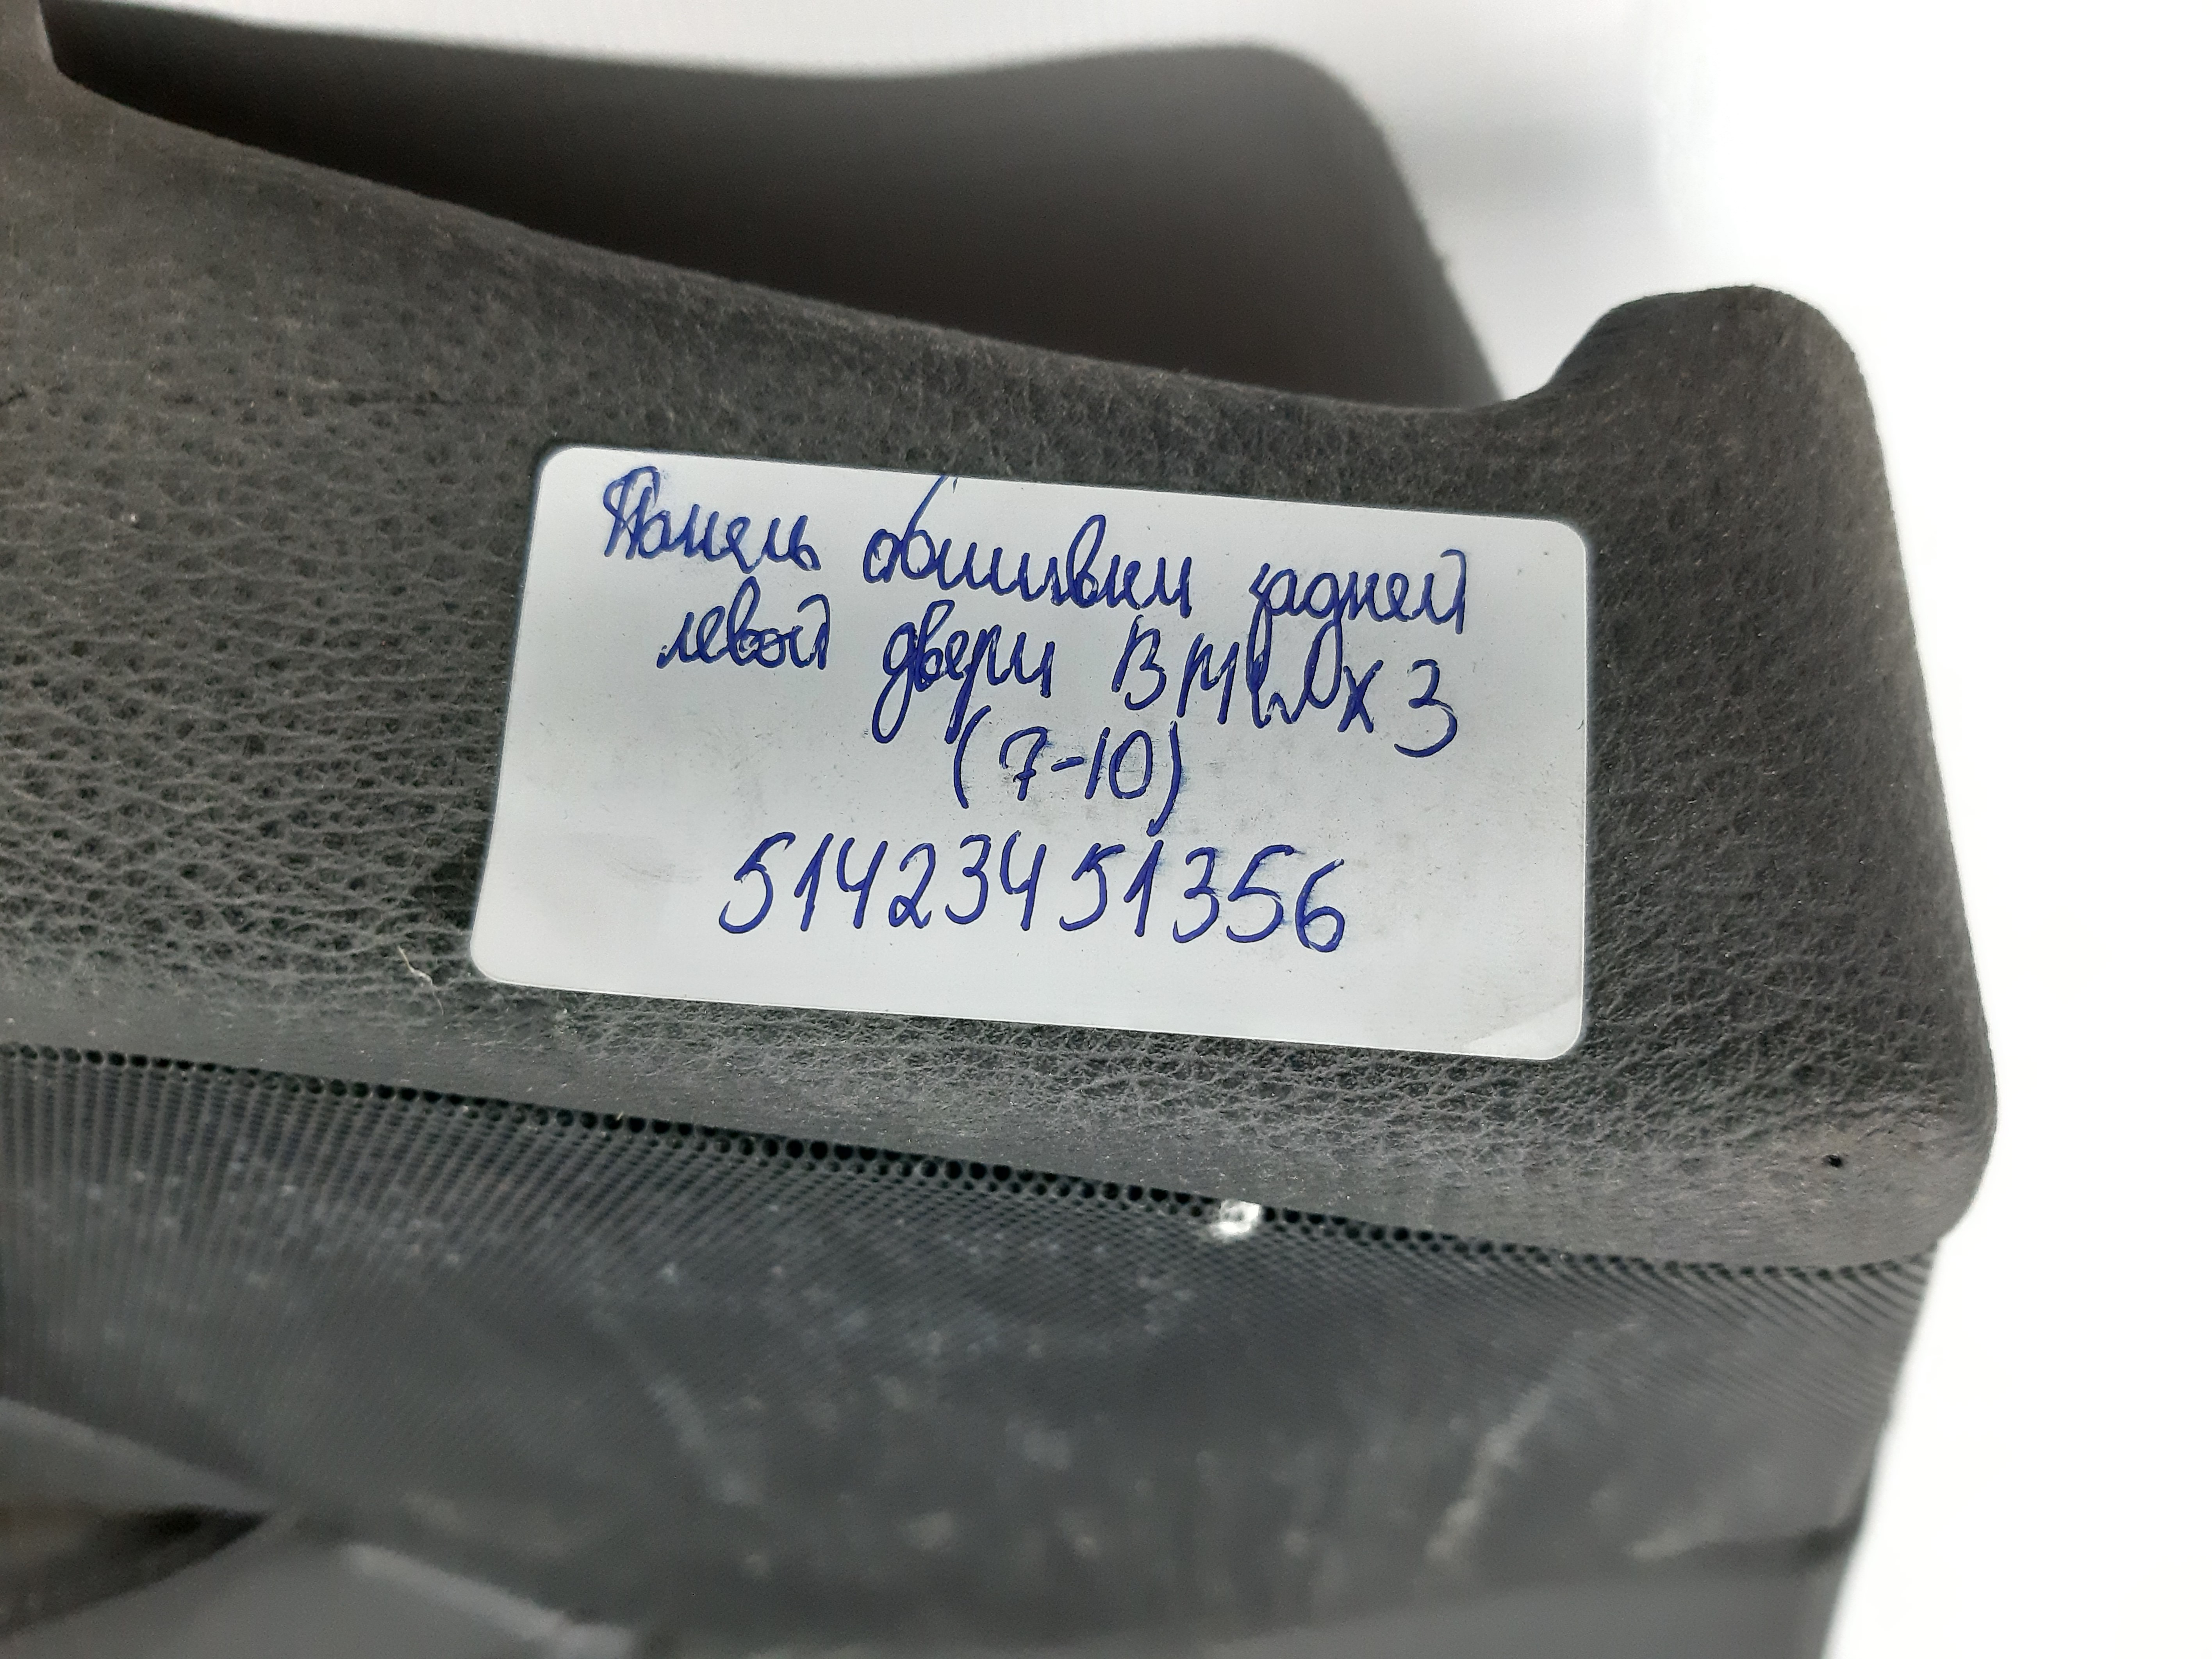 Панель обшивки задней
левой двери BMW X3
(7-10)
51423451356